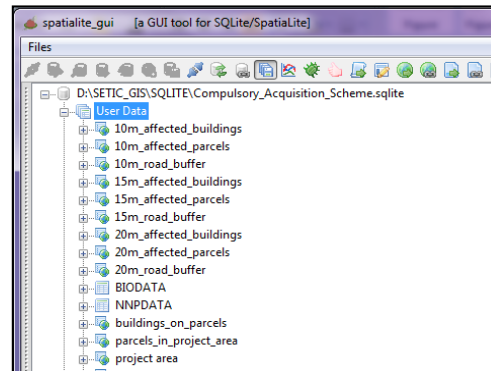 spatialite_gui [a GUI tool for SQLite/SpatiaLite]
Files
D:\SETIC_GIS\SQLITE\Compulsory_Acquisition_Scheme.sqlite
User Data
10m_affected_buildings
10m_affected_parcels
10m_road_buffer
15m_affected_buildings
15m_affected_parcels
15m_road_buffer
20m_affected_buildings
20m_affected_parcels
20m_road_buffer
BIODATA
NNPDATA
buildings_on_parcels
parcels_in_project_area
project area